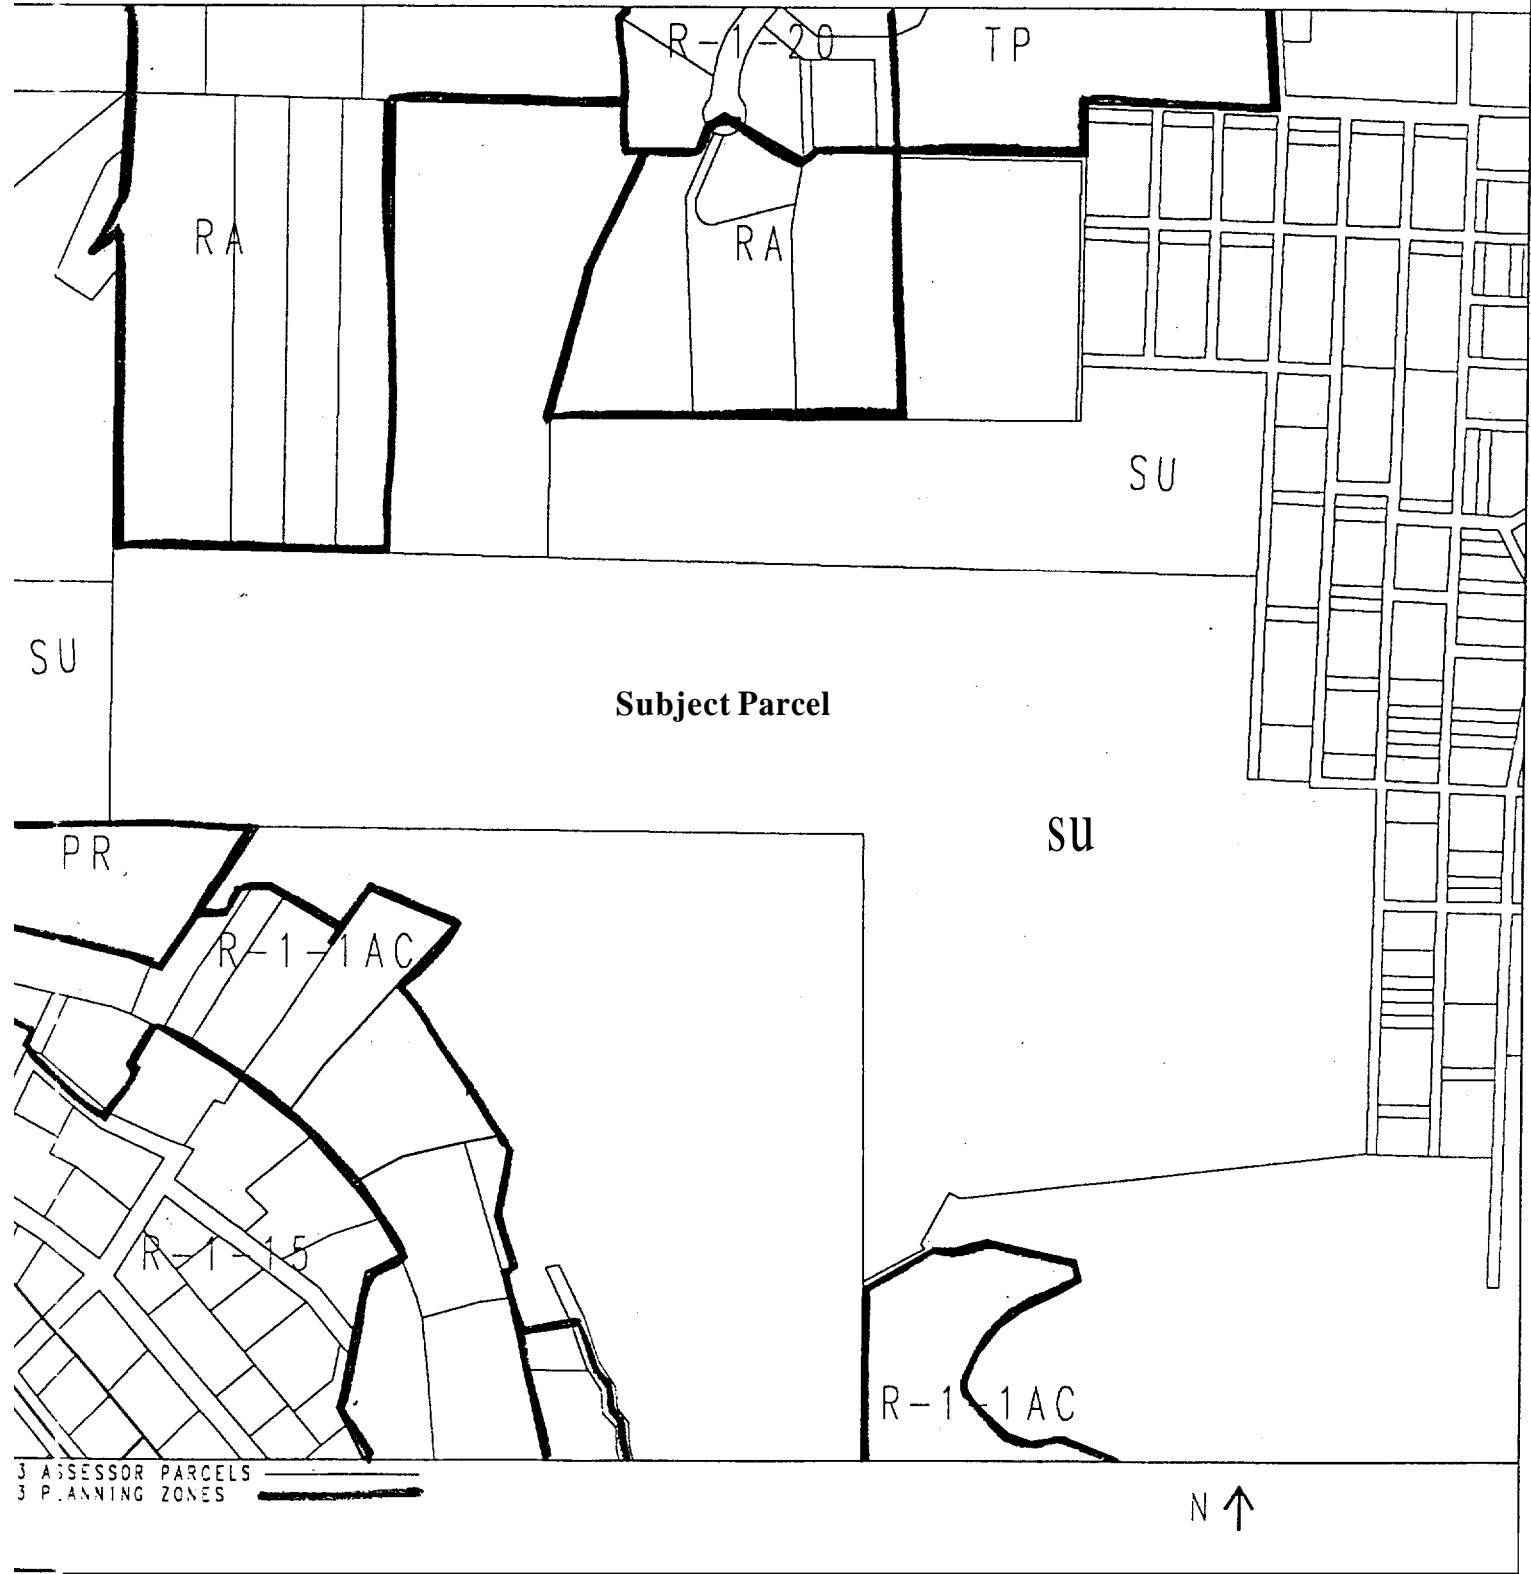 R-1-20
TP
RA
RA
SU
SU
Subject Parcel
su
PR
R-1-1AC
R-1-15
R-1-1AC
3 ASSESSOR PARCELS
3 PLANNING ZONES
N